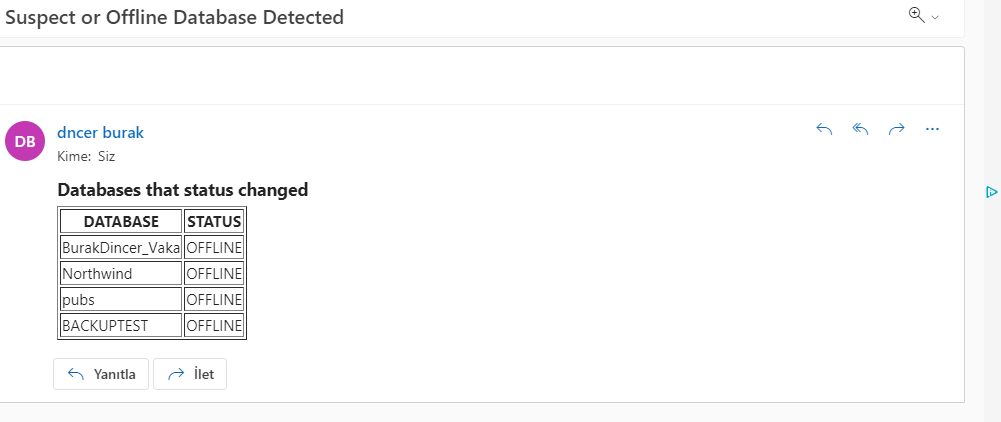 Suspect or Offline Database Detected
DB
dncer burak
Kime: Siz
Databases that status changed
DATABASE STATUS
BurakDincer_Vaka OFFLINE
Northwind OFFLINE
pubs OFFLINE
BACKUPTEST OFFLINE
Yanıtla İlet